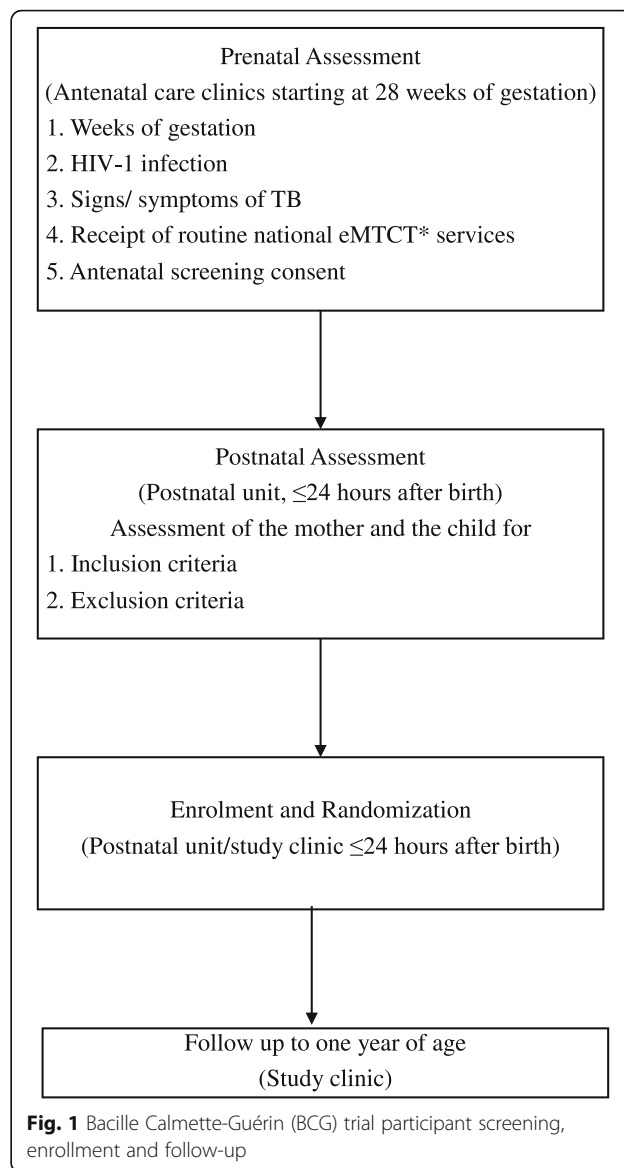 Prenatal Assessment
(Antenatal care clinics starting at 28 weeks of gestation)
1. Weeks of gestation
2. HIV-1 infection
3. Signs/ symptoms of TB
4. Receipt of routine national eMTCT* services
5. Antenatal screening consent
Postnatal Assessment
(Postnatal unit, ≤24 hours after birth)
Assessment of the mother and the child for
1. Inclusion criteria
2. Exclusion criteria
Enrolment and Randomization
(Postnatal unit/study clinic ≤24 hours after birth)
Follow up to one year of age
(Study clinic)
Fig. 1 Bacille Calmette-Guérin (BCG) trial participant screening,
enrollment and follow-up